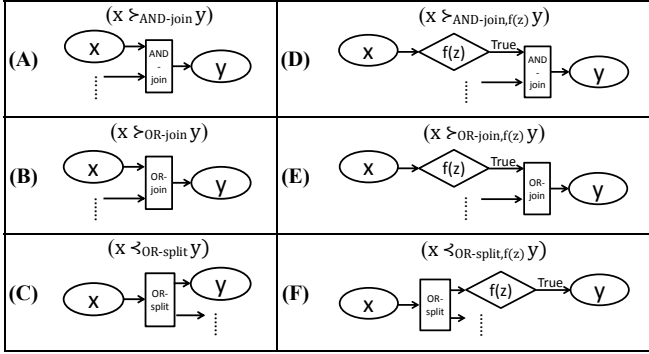 (x ≻AND-join y)
(A)
x
AND
-
join
y
(x ≻AND-join,f(z) y)
(D)
x
f(z)
True
AND
-
join
y
(x ≻OR-join y)
(B)
x
OR-
join
y
(x ≻OR-join,f(z) y)
(E)
x
f(z)
True
OR-
join
y
(x ≺OR-split y)
(C)
x
OR-
split
y
(x ≺OR-split,f(z) y)
(F)
x
OR-
split
f(z)
True
y